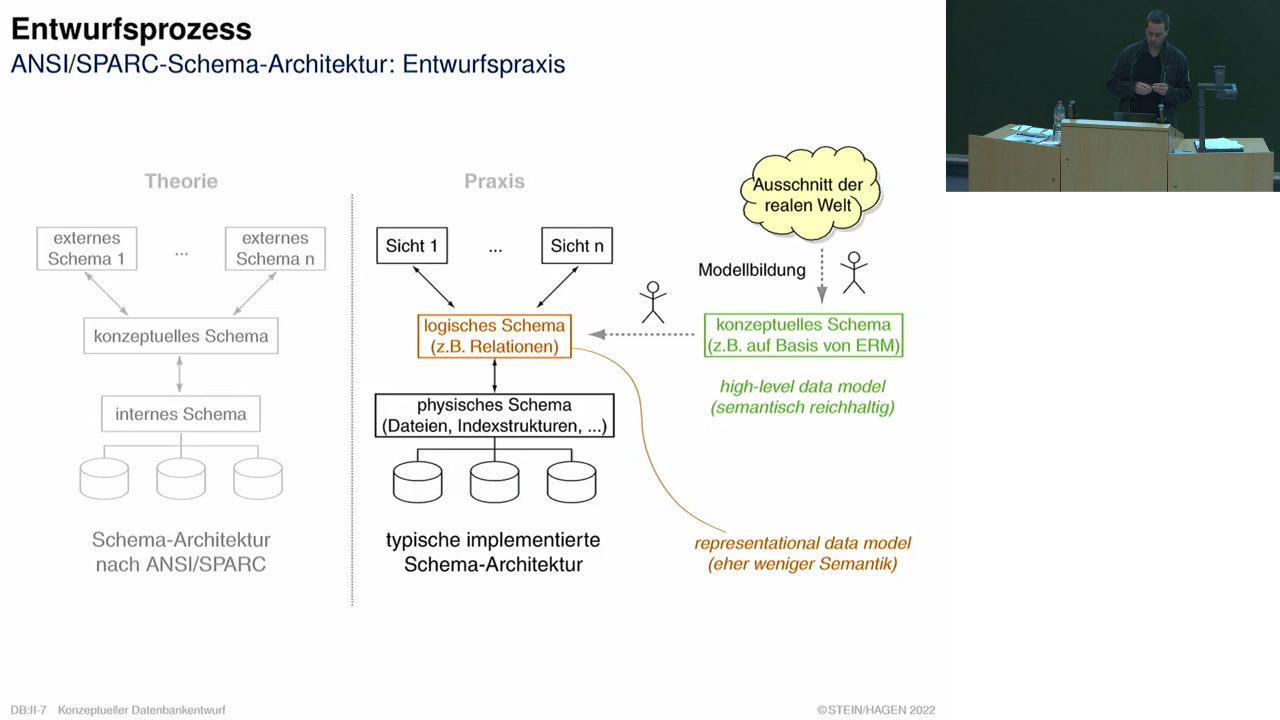 Entwurfsprozess
ANSI/SPARC-Schema-Architektur: Entwurfspraxis
Theorie
externes
Schema 1
...
externes
Schema n
konzeptuelles Schema
internes Schema
Schema-Architektur
nach ANSI/SPARC
Praxis
Sicht 1
...
Sicht n
logisches Schema
(z.B. Relationen)
physisches Schema
(Dateien, Indexstrukturen, ...)
typische implementierte
Schema-Architektur
Ausschnitt der
realen Welt
Modellbildung
konzeptuelles Schema
(z.B. auf Basis von ERM)
high-level data model
(semantisch reichhaltig)
representational data model
(eher weniger Semantik)
DB:II-7 Konzeptueller Datenbankentwurf
©STEIN/HAGEN 2022